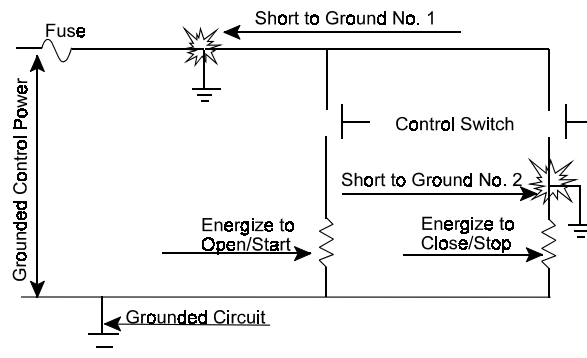 Short to Ground No. 1
Fuse
Grounded Control Power
Control Switch
Short to Ground No. 2
Energize to
Open/Start
Energize to
Close/Stop
Grounded Circuit